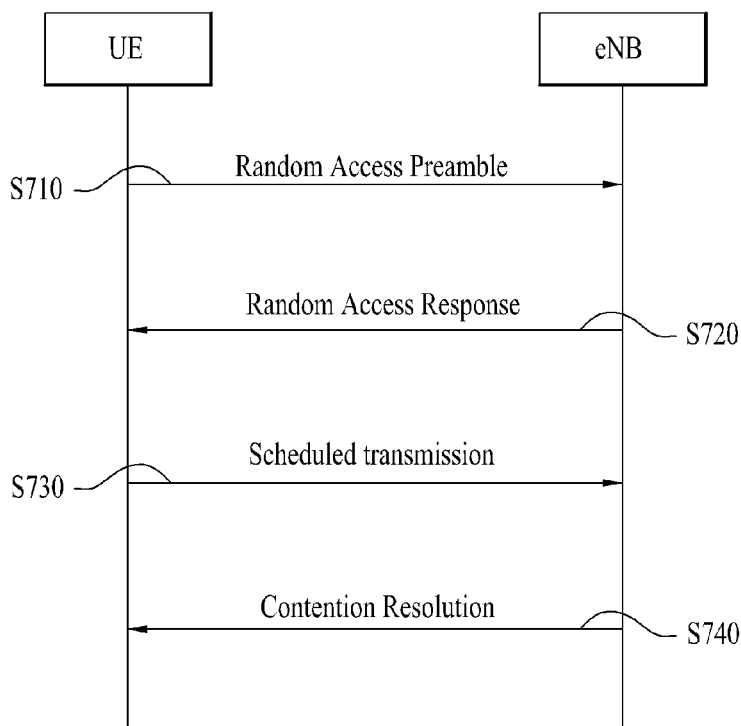 UE
eNB
Random Access Preamble
S710
Random Access Response
S720
Scheduled transmission
S730
Contention Resolution
S740